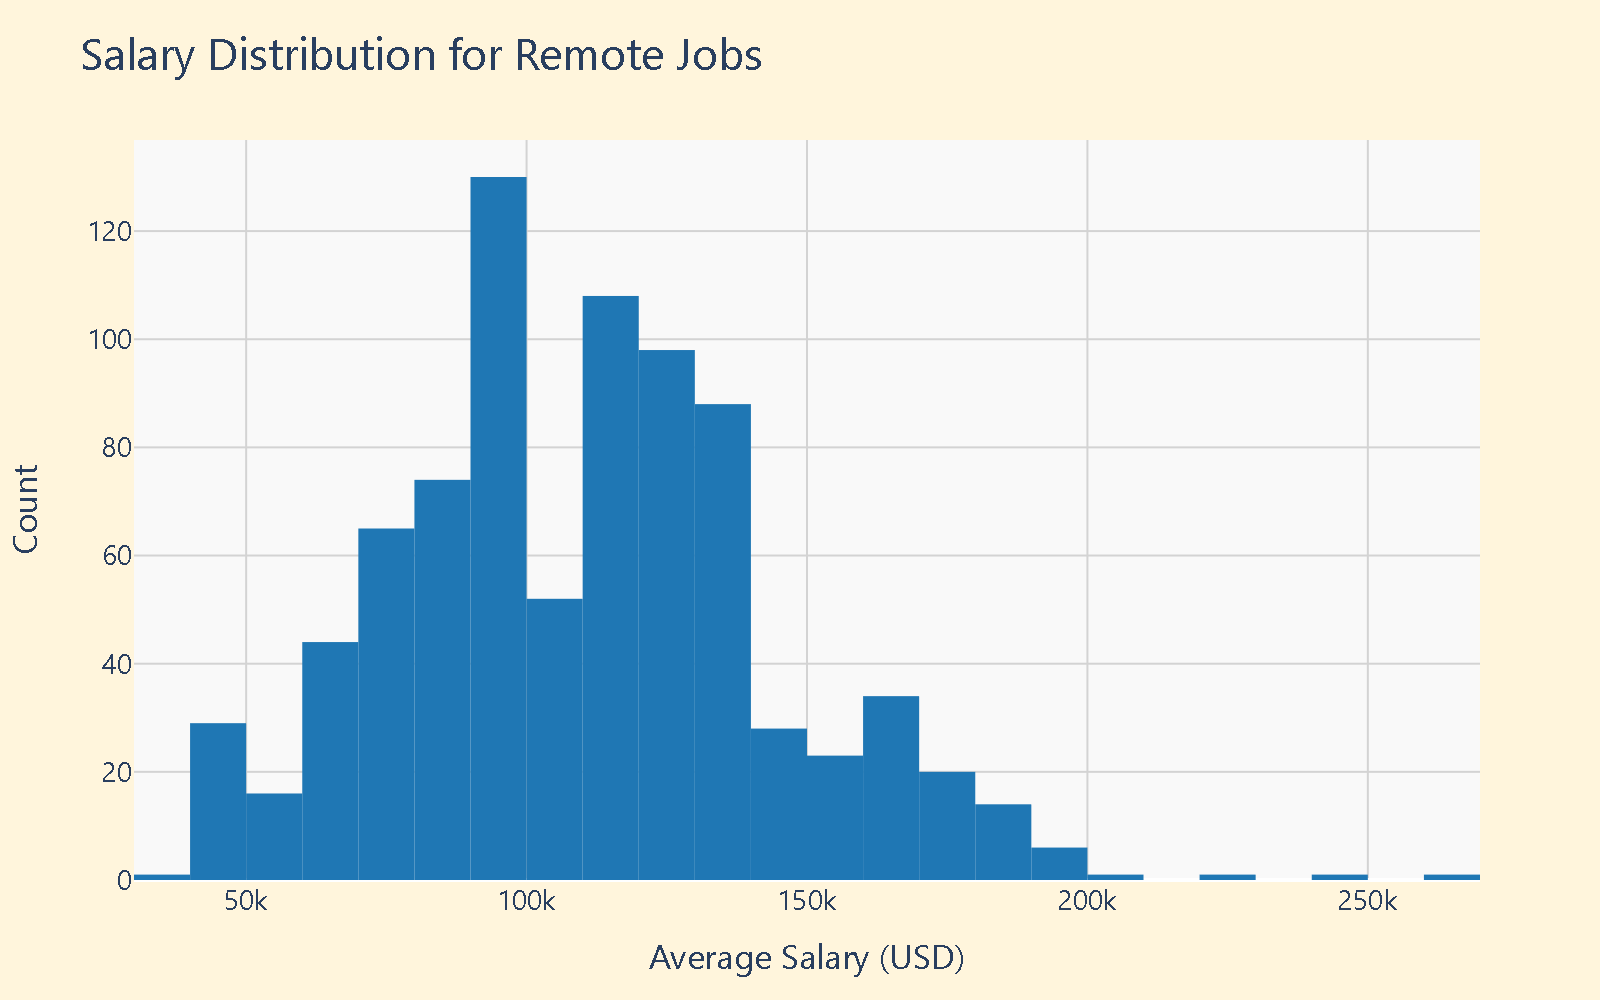 Salary Distribution for Remote Jobs
120
100
80
60
40
20
0
Count
50k
100k
150k
200k
250k
Average Salary (USD)